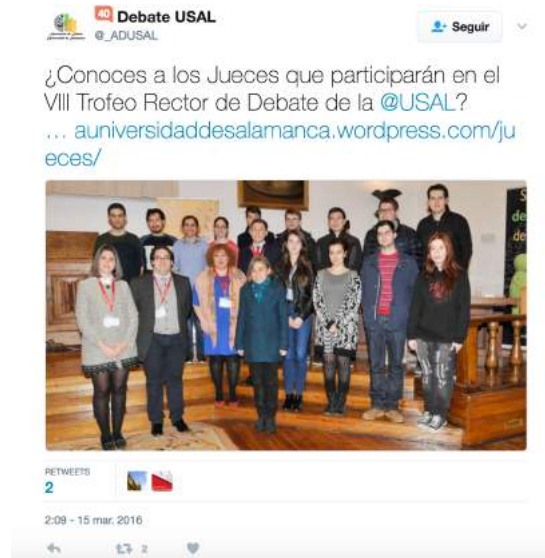 40 Debate USAL
@_ADUSAL
Seguir
¿Conoces a los Jueces que participarán en el
VIII Trofeo Rector de Debate de la @USAL?
... auniversidaddesalamanca.wordpress.com/ju
eces/
RETWEETS
2
2:09 - 15 mar. 2016
2